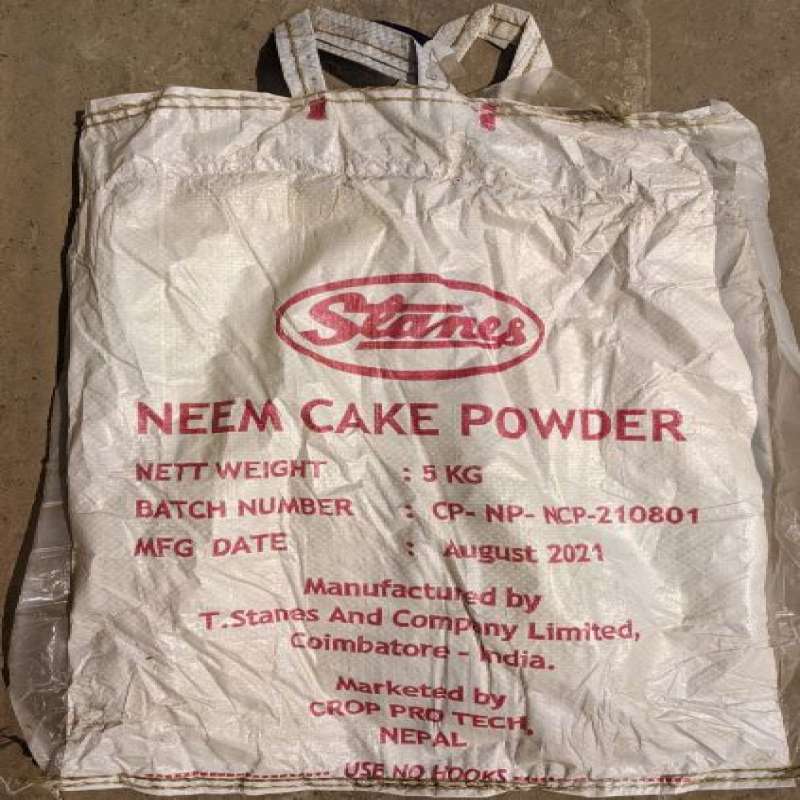 Stanes
NEEM CAKE POWDER
NETT WEIGHT : 5 KG
BATCH NUMBER : CP- NP- NCP-210801
MFG DATE : August 2021
Manufactured by
T.Stanes And Company Limited,
Coimbatore - India.
Marketed by
CROP PRO TECH,
NEPAL
USE NO HOOKS